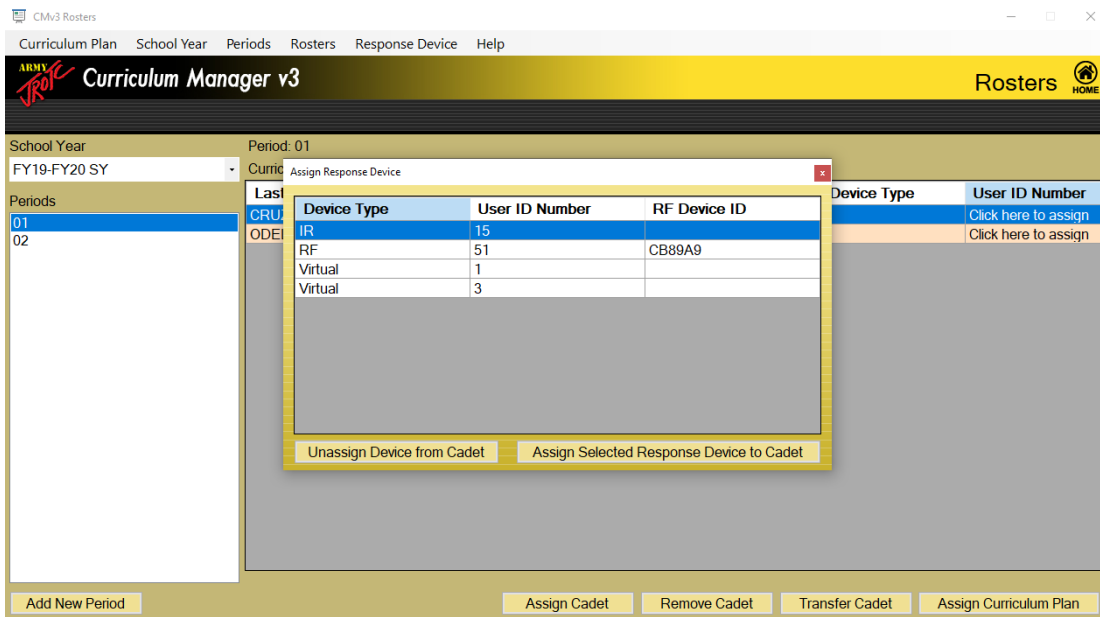 CMv3 Rosters
Curriculum Plan School Year Periods Rosters Response Device Help
ARMY JROTC Curriculum Manager v3
Rosters HOME
School Year
FY19-FY20 SY
Periods
01
02
Period: 01
Curric
Last Device Type User ID Number
CRUZ Click here to assign
ODE Click here to assign
Assign Response Device
x
Device Type User ID Number RF Device ID
IR 15
RF 51 CB89A9
Virtual 1
Virtual 3
Unassign Device from Cadet Assign Selected Response Device to Cadet
Add New Period Assign Cadet Remove Cadet Transfer Cadet Assign Curriculum Plan